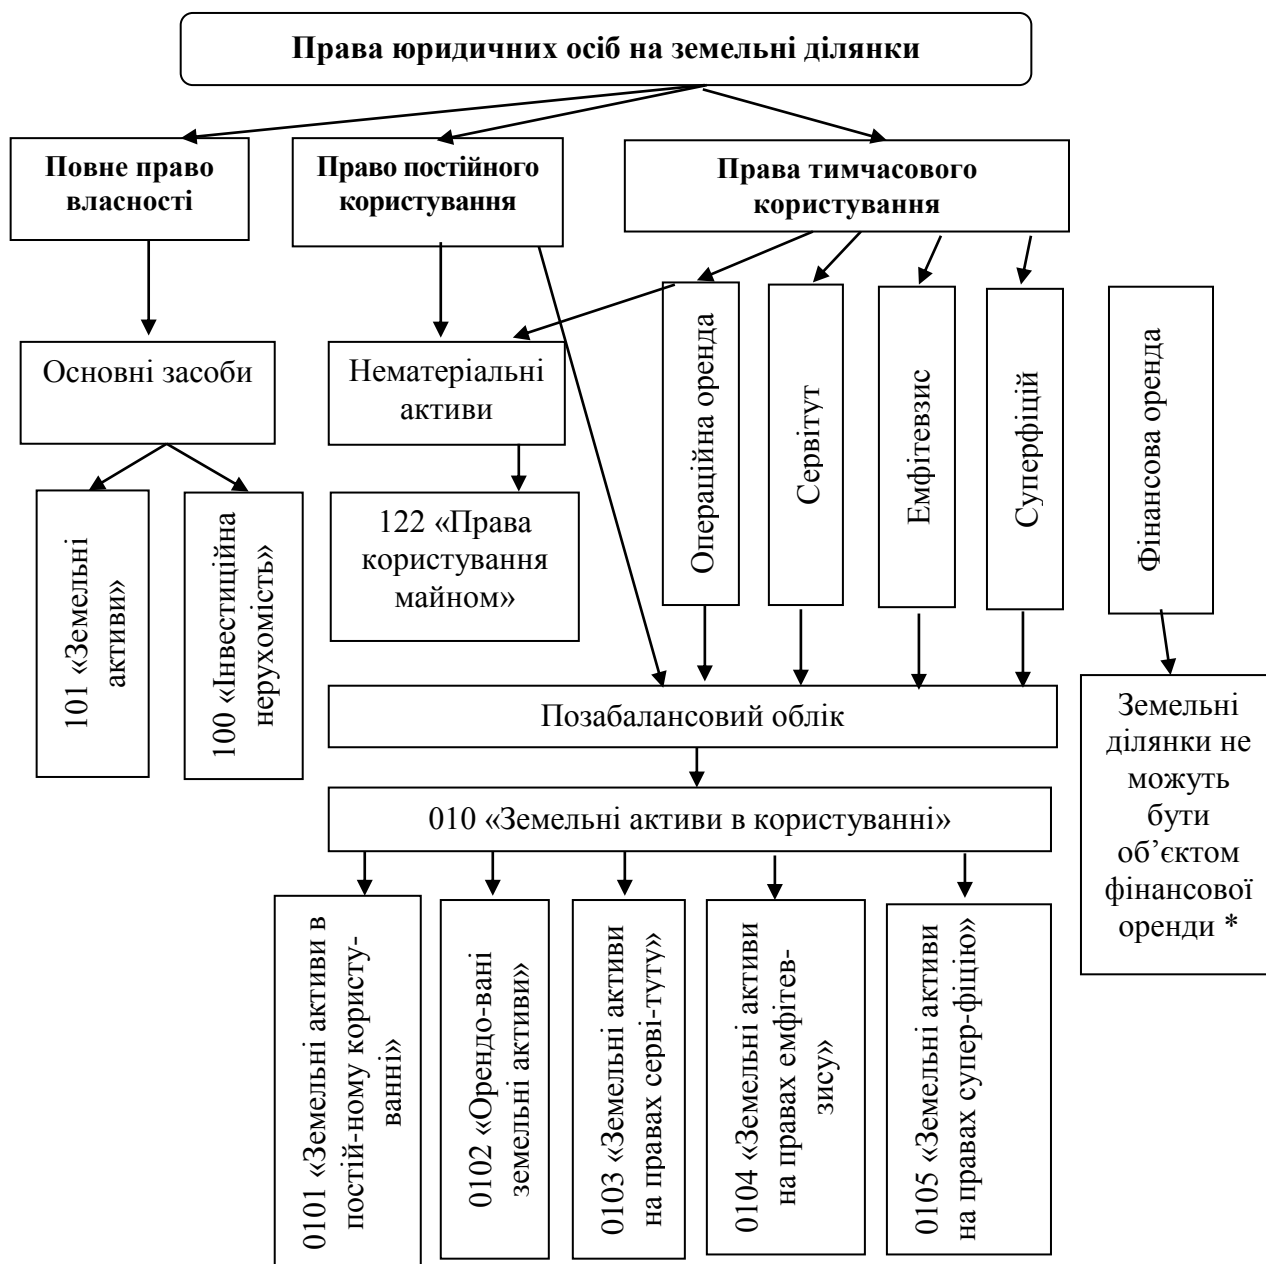 Права юридичних осіб на земельні ділянки
Повне право
власності
Право постійного
користування
Права тимчасового
користування
Основні засоби
Нематеріальні
активи
Операційна оренда
Сервітут
Емфітевзис
Суперфіцій
Фінансова оренда
101 «Земельні
активи»
100 «Інвестиційна
нерухомість»
122 «Права
користування
майном»
Позабалансовий облік
Земельні
ділянки не
можуть
бути
об’єктом
фінансової
оренди *
010 «Земельні активи в користуванні»
0101 «Земельні активи в
постій-ному користу-
ванні»
0102 «Орендо-вані
земельні активи»
0103 «Земельні активи
на правах серві-туту»
0104 «Земельні активи
на правах емфітев-
зису»
0105 «Земельні активи
на правах супер-фіцію»